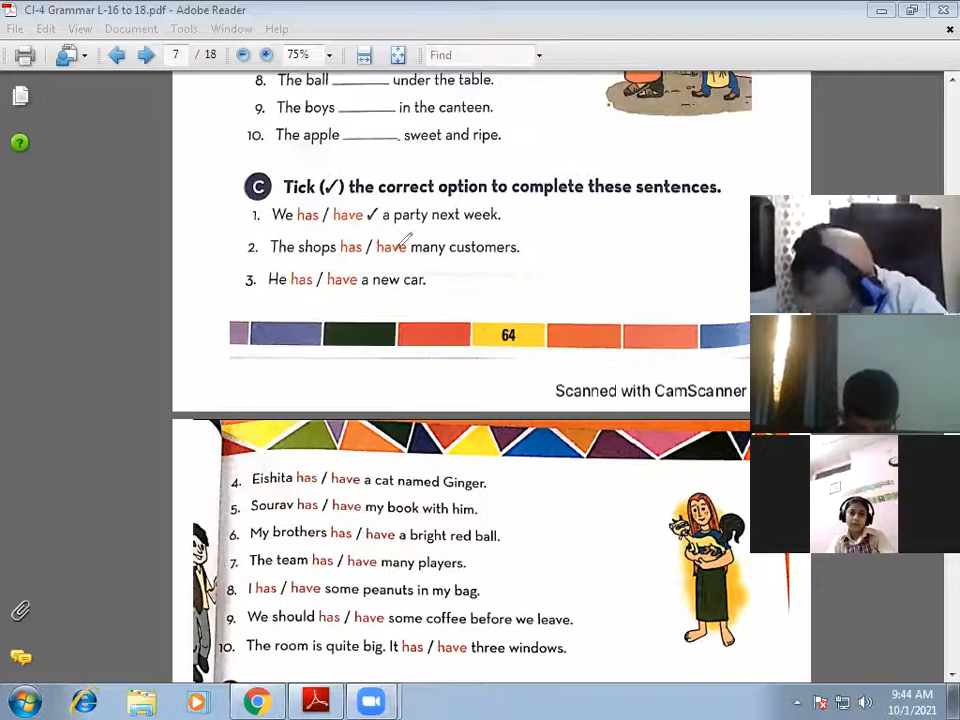 CI-4 Grammar L-16 to 18.pdf - Adobe Reader
File Edit View Document Tools Window Help
7 / 18 75% Find
8. The ball ________ under the table.
9. The boys ________ in the canteen.
10. The apple ________ sweet and ripe.
C Tick (✓) the correct option to complete these sentences.
1. We has / have ✓ a party next week.
2. The shops has / have many customers.
3. He has / have a new car.
64
Scanned with CamScanner
4. Eishita has / have a cat named Ginger.
5. Sourav has / have my book with him.
6. My brothers has / have a bright red ball.
7. The team has / have many players.
8. I has / have some peanuts in my bag.
9. We should has / have some coffee before we leave.
10. The room is quite big. It has / have three windows.
9:44 AM
10/1/2021